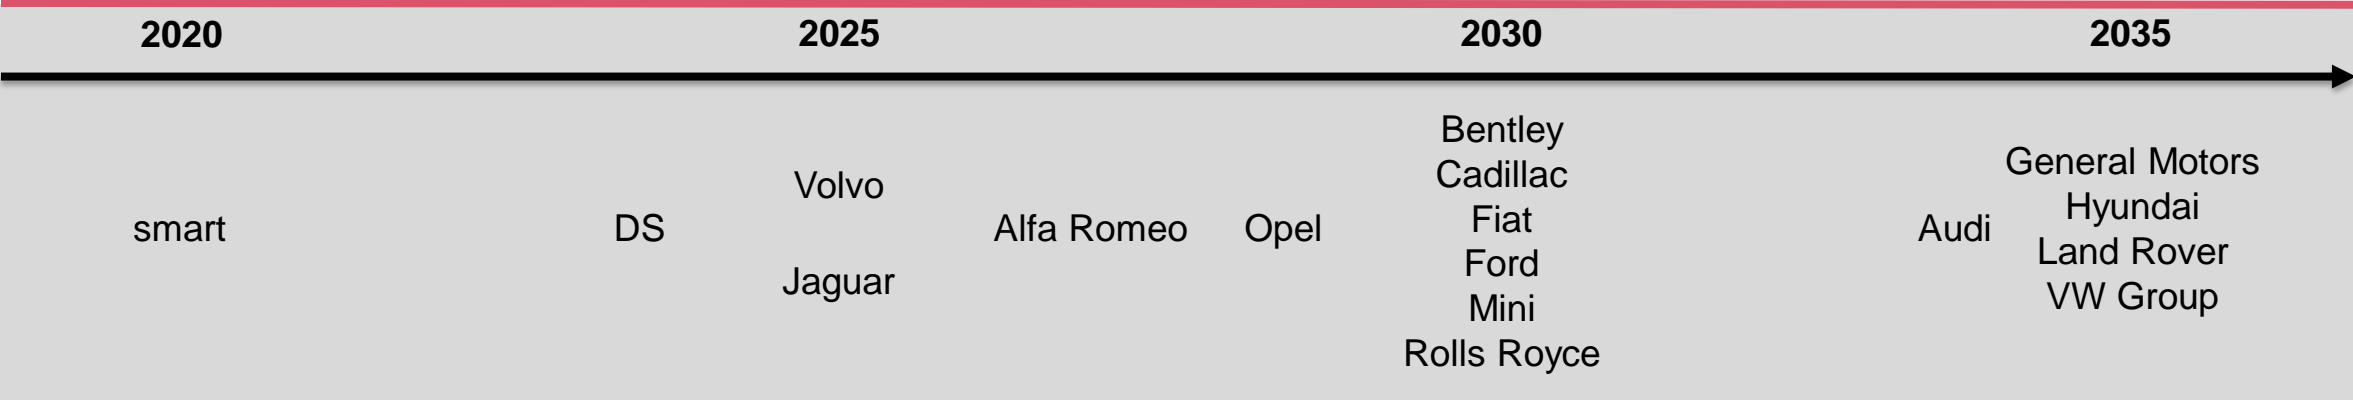 2020
2025
2030
2035
smart
DS
Volvo
Jaguar
Alfa Romeo
Opel
Bentley
Cadillac
Fiat
Ford
Mini
Rolls Royce
Audi
General Motors
Hyundai
Land Rover
VW Group